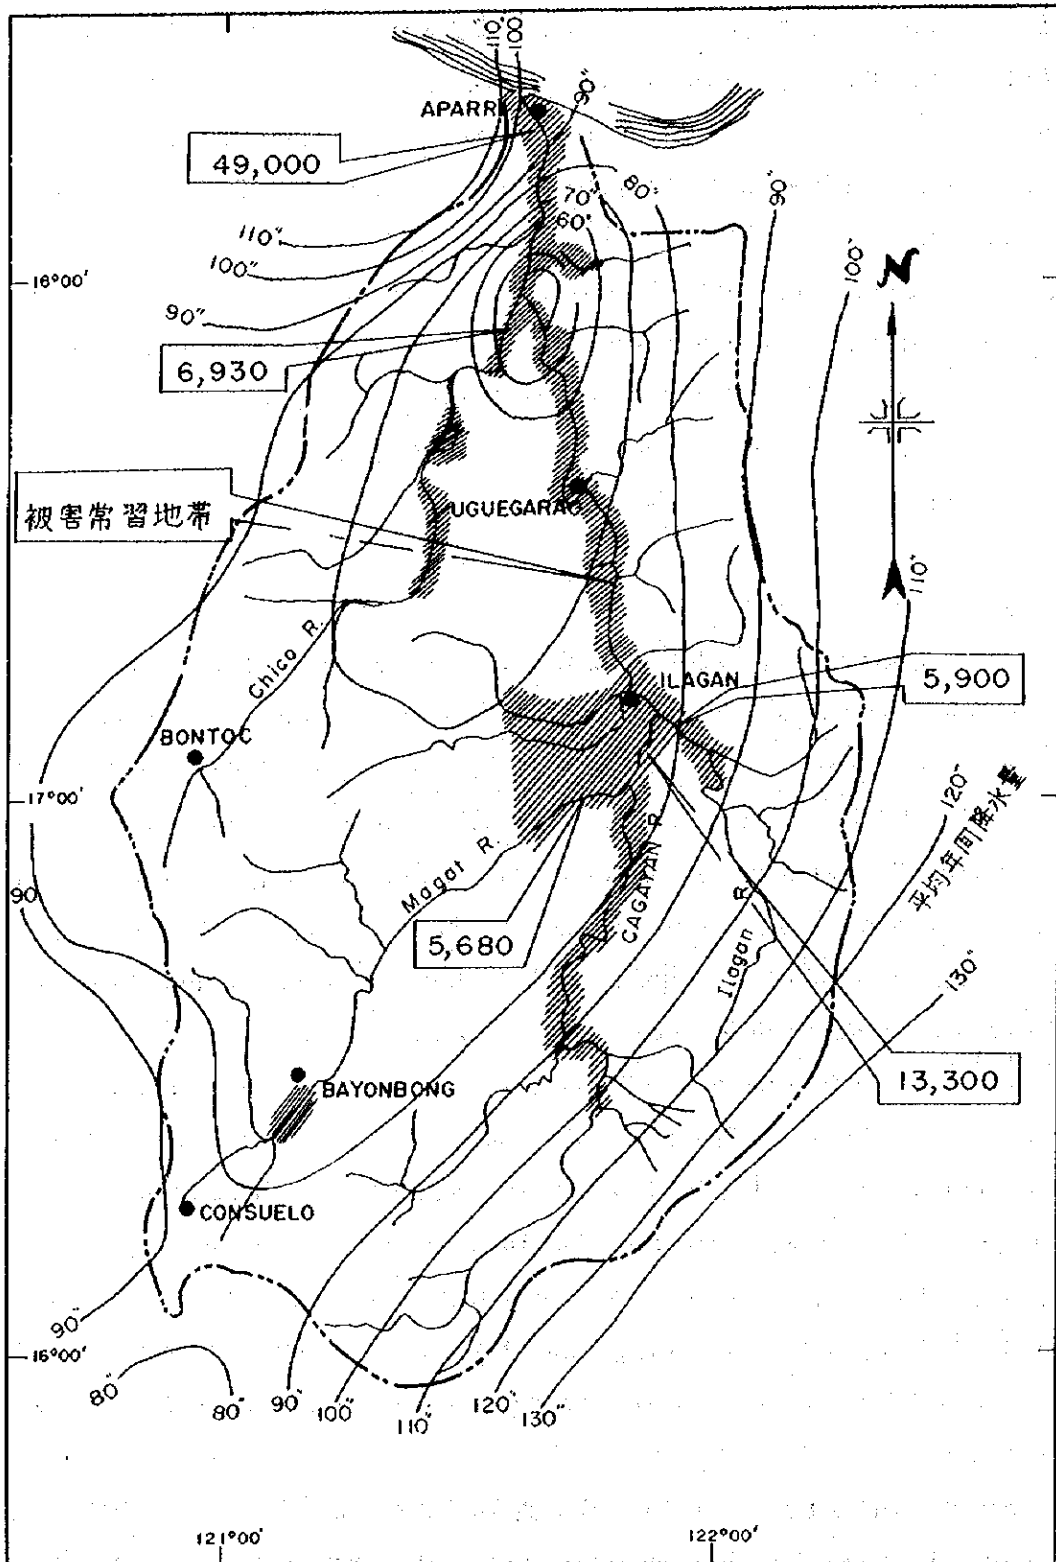 110"
100"
90"
APARRI
49,000
80"
70"
60"
90"
100"
N
110"
100"
16°00'
90"
6,930
被害常習地帯
UGUEGARAO
110"
Chico R.
ILAGAN
5,900
BONTOC
17°00'
120"
平均年間降水量
Magat R.
CAGAYAN R.
Ilagan R.
90
5,680
130"
13,300
BAYONBONG
CONSUELO
90"
16°00'
80"
80"
90"
100"
110"
120"
130"
121°00'
122°00'